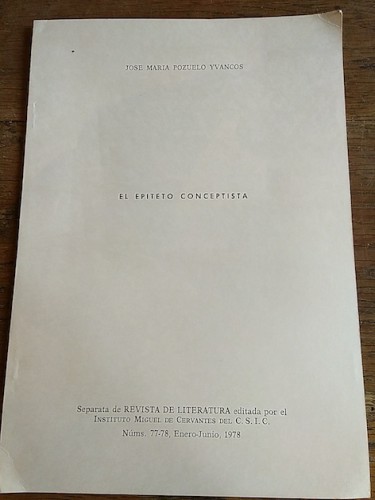 JOSE MARIA POZUELO YVANCOS
EL EPITETO CONCEPTISTA
Separata de REVISTA DE LITERATURA editada por el
INSTITUTO MIGUEL DE CERVANTES DEL C. S. I. C.
Núms. 77-78, Enero-Junio, 1978